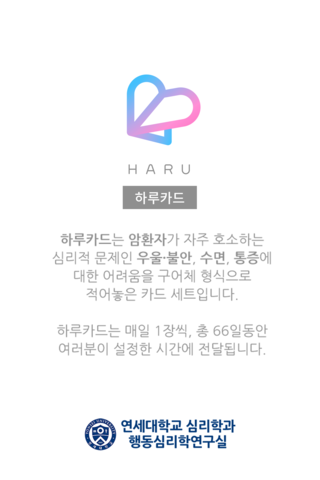 HARU
하루카드
하루카드는 암환자가 자주 호소하는
심리적 문제인 우울·불안, 수면, 통증에
대한 어려움을 구어체 형식으로
적어놓은 카드 세트입니다.
하루카드는 매일 1장씩, 총 66일동안
여러분이 설정한 시간에 전달됩니다.
연세대학교 심리학과
행동심리학연구실